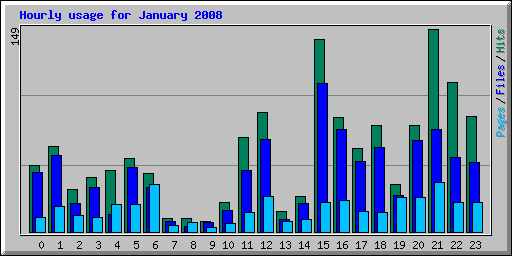 Hourly usage for January 2008
149
Pages / Files / Hits
0 1 2 3 4 5 6 7 8 9 10 11 12 13 14 15 16 17 18 19 20 21 22 23